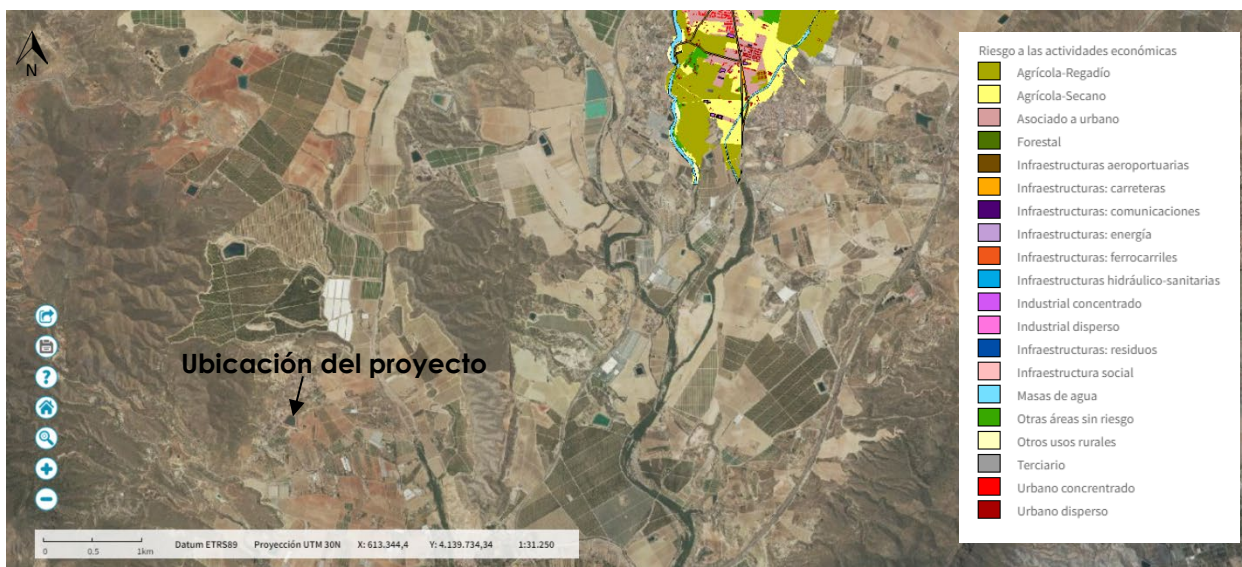 N
Ubicación del proyecto
Riesgo a las actividades económicas
Agrícola-Regadío
Agrícola-Secano
Asociado a urbano
Forestal
Infraestructuras aeroportuarias
Infraestructuras: carreteras
Infraestructuras: comunicaciones
Infraestructuras: energía
Infraestructuras: ferrocarriles
Infraestructuras hidráulico-sanitarias
Industrial concentrado
Industrial disperso
Infraestructuras: residuos
Infraestructura social
Masas de agua
Otras áreas sin riesgo
Otros usos rurales
Terciario
Urbano concrentrado
Urbano disperso
?
0 0.5 1km Datum ETRS89 Proyección UTM 30N X: 613.344,4 Y: 4.139.734,34 1:31.250